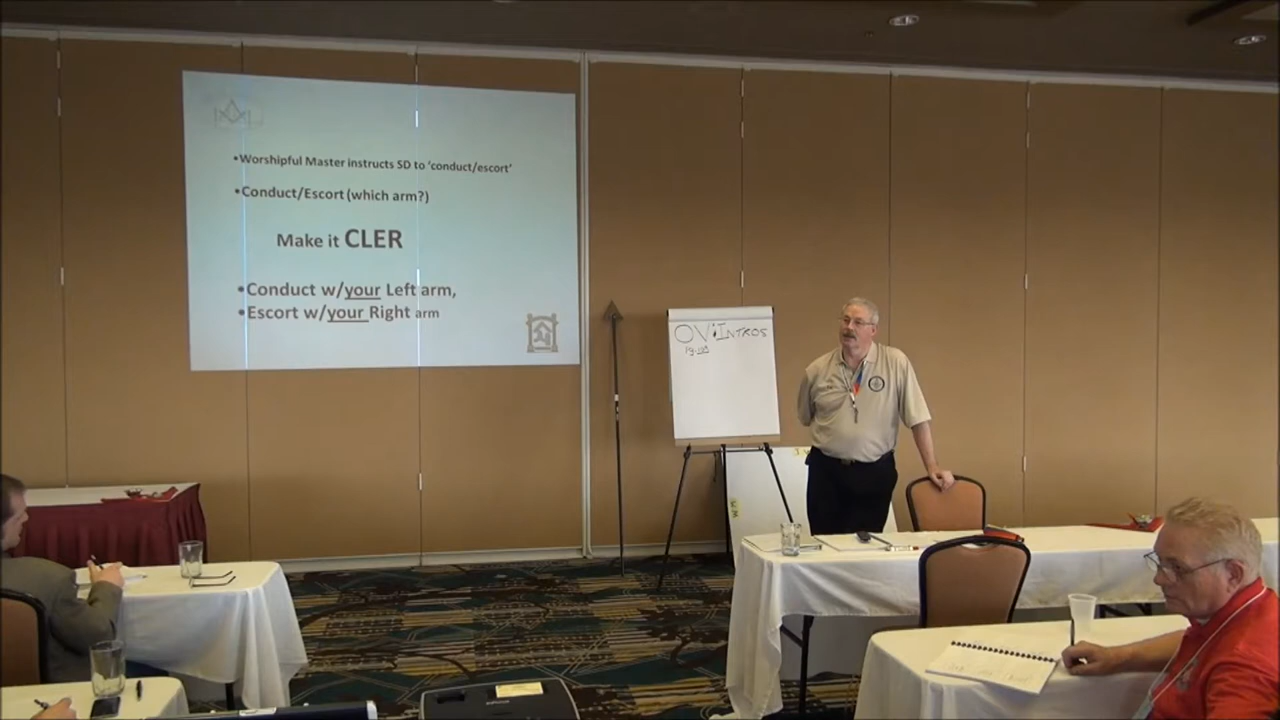 •Worshipful Master instructs SD to 'conduct/escort'
•Conduct/Escort (which arm?)
Make it CLER
•Conduct w/your Left arm,
•Escort w/your Right arm
OV Intros